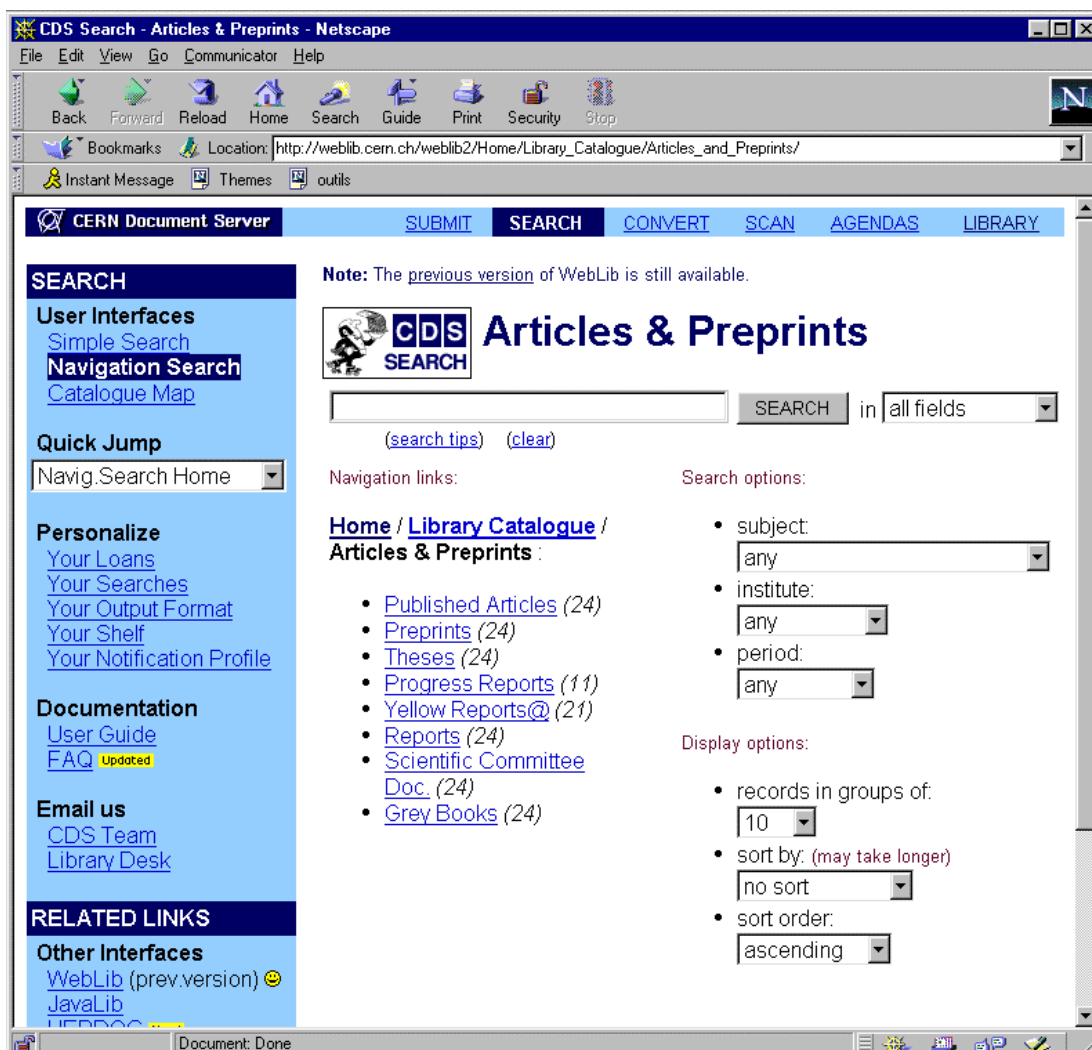 CDS Search - Articles & Preprints - Netscape
File Edit View Go Communicator Help
Back Forward Reload Home Search Guide Print Security Stop
N
Bookmarks Location: http://weblib.cern.ch/weblib2/Home/Library_Catalogue/Articles_and_Preprints/
Instant Message Themes outils
CERN Document Server SUBMIT SEARCH CONVERT SCAN AGENDAS LIBRARY
SEARCH
User Interfaces
Simple Search
Navigation Search
Catalogue Map
Quick Jump
Navig.Search Home
Personalize
Your Loans
Your Searches
Your Output Format
Your Shelf
Your Notification Profile
Documentation
User Guide
FAQ Updated
Email us
CDS Team
Library Desk
RELATED LINKS
Other Interfaces
WebLib (prev.version)
JavaLib
Note: The previous version of WebLib is still available.
CDS
SEARCH
Articles & Preprints
SEARCH in all fields
(search tips) (clear)
Navigation links:
Home / Library Catalogue /
Articles & Preprints :
Published Articles (24)
Preprints (24)
Theses (24)
Progress Reports (11)
Yellow Reports@ (21)
Reports (24)
Scientific Committee
Doc. (24)
Grey Books (24)
Search options:
subject:
any
institute:
any
period:
any
Display options:
records in groups of:
10
sort by: (may take longer)
no sort
sort order:
ascending
Document: Done